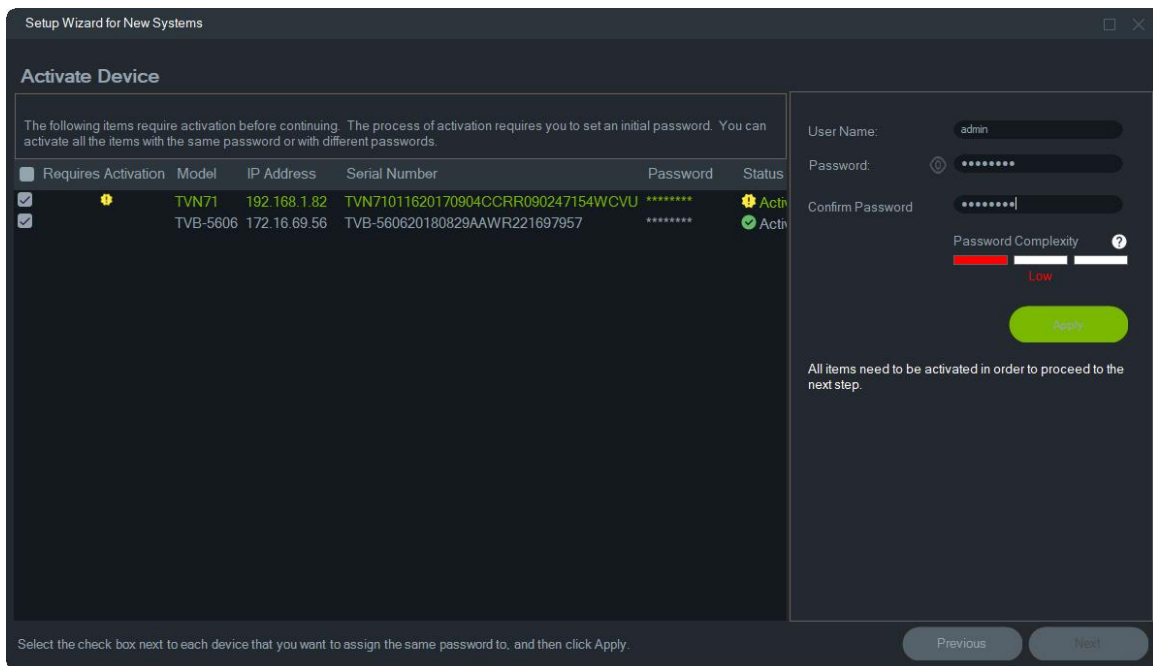 Setup Wizard for New Systems
Activate Device
The following items require activation before continuing. The process of activation requires you to set an initial password. You can
activate all the items with the same password or with different passwords.
Requires Activation Model IP Address Serial Number Password Status
TVN71 192.168.1.82 TVN71011620170904CCRR090247154WCVU ********
TVB-5606 172.16.69.56 TVB-560620180829AAWR221697957 ********
User Name: admin
Password: ••••••••
Confirm Password ••••••••
Password Complexity ?
Low
Apply
All items need to be activated in order to proceed to the
next step.
Select the check box next to each device that you want to assign the same password to, and then click Apply.
Previous Next